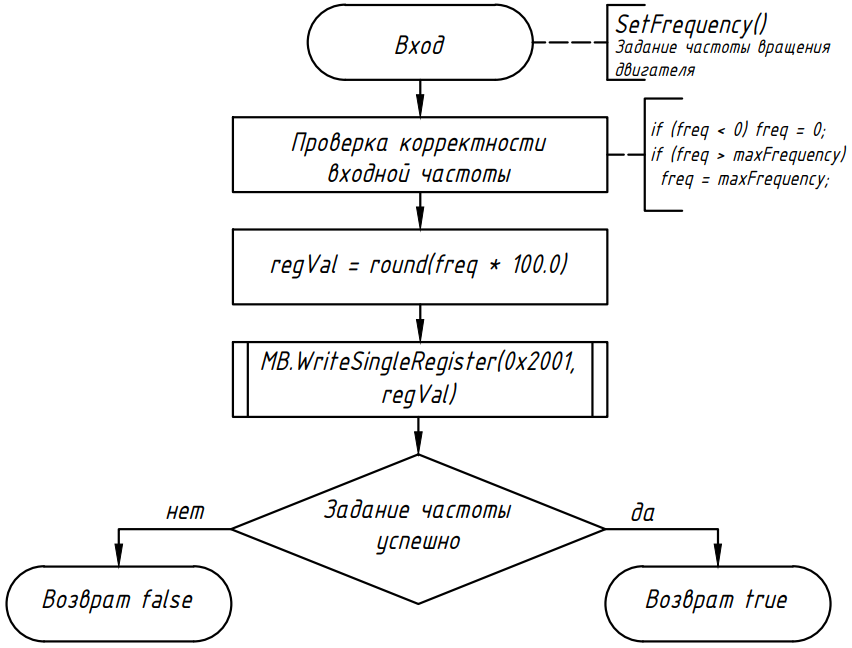 Вход
SetFrequency()
Задание частоты вращения
двигателя
Проверка корректности
входной частоты
if (freq < 0) freq = 0;
if (freq > maxFrequency)
freq = maxFrequency;
regVal = round(freq * 100.0)
MB.WriteSingleRegister(0x2001,
regVal)
Задание частоты
успешно
нет
да
Возврат false
Возврат true